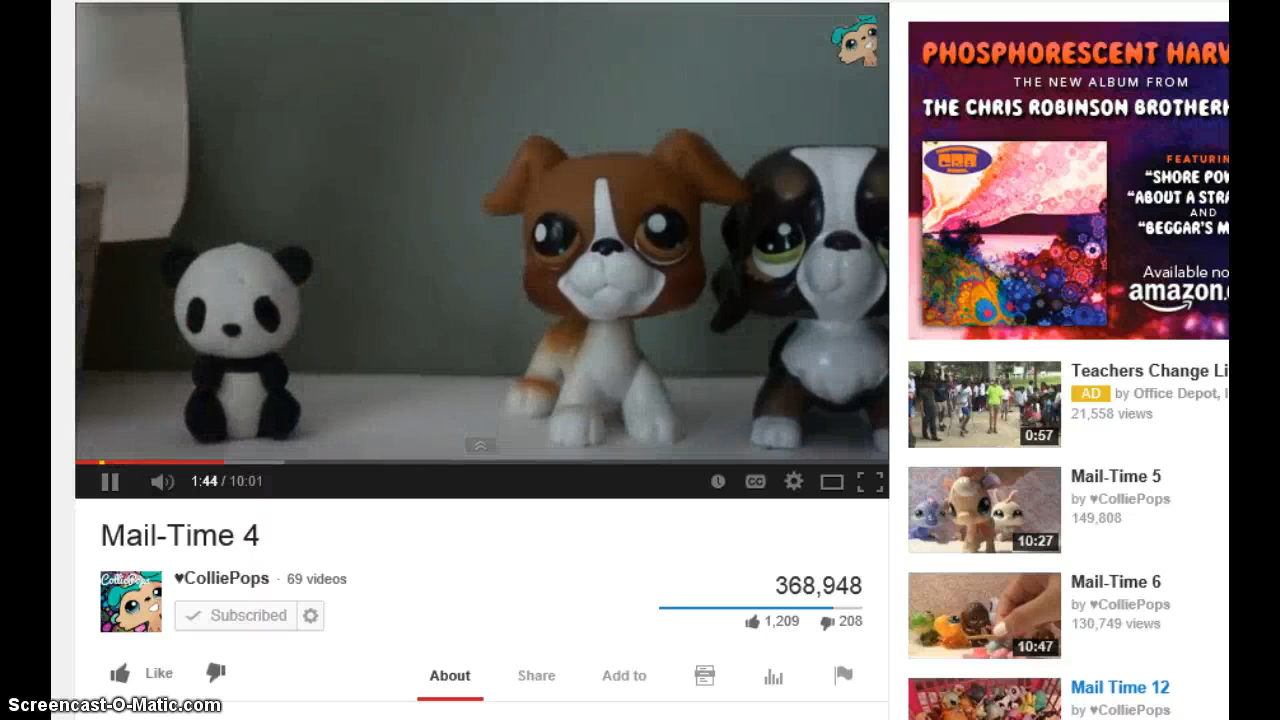 PHOSPHORESCENT HARV
THE NEW ALBUM FROM
THE CHRIS ROBINSON BROTHERH
CRB
FEATURIN
"SHORE POW
"ABOUT A STRA
AND
"BEGGAR'S M
Available no
amazon.
1:44 / 10:01
CC
Mail-Time 4
ColliePops
♥ColliePops · 69 videos
Subscribed
368,948
1,209 208
Like
About Share Add to
Teachers Change Li
AD by Office Depot, I
21,558 views
0:57
Mail-Time 5
by ♥ColliePops
149,808
10:27
Mail-Time 6
by ♥ColliePops
130,749 views
10:47
Mail Time 12
by ♥ColliePops
Screencast-O-Matic.com